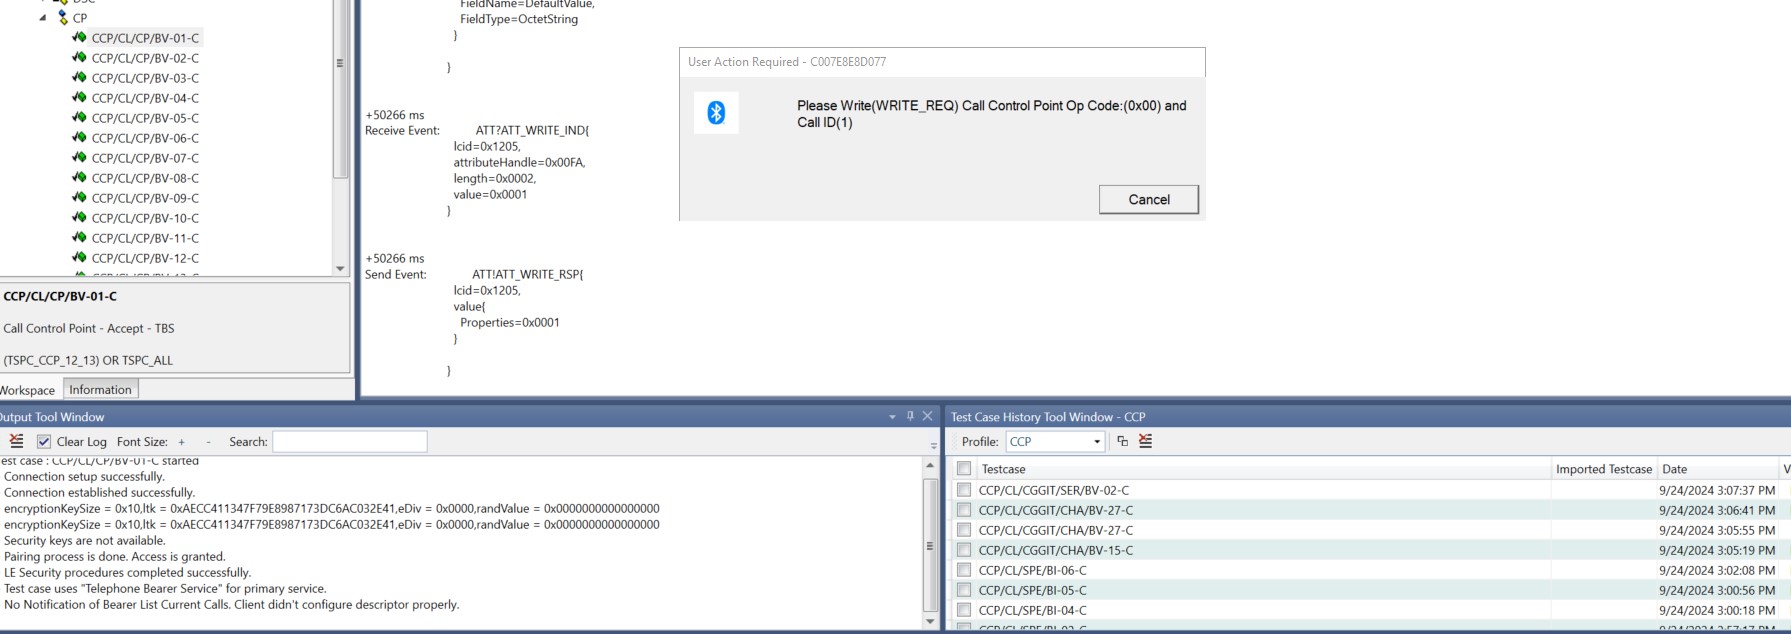 CP
CCP/CL/CP/BV-01-C
CCP/CL/CP/BV-02-C
CCP/CL/CP/BV-03-C
CCP/CL/CP/BV-04-C
CCP/CL/CP/BV-05-C
CCP/CL/CP/BV-06-C
CCP/CL/CP/BV-07-C
CCP/CL/CP/BV-08-C
CCP/CL/CP/BV-09-C
CCP/CL/CP/BV-10-C
CCP/CL/CP/BV-11-C
CCP/CL/CP/BV-12-C
CCP/CL/CP/BV-01-C
Call Control Point - Accept - TBS
(TSPC_CCP_12_13) OR TSPC_ALL
Workspace Information
FieldName=DefaultValue,
FieldType=OctetString
}
}
+50266 ms
Receive Event: ATT?ATT_WRITE_IND{
lcid=0x1205,
attributeHandle=0x00FA,
length=0x0002,
value=0x0001
}
+50266 ms
Send Event: ATT!ATT_WRITE_RSP{
lcid=0x1205,
value{
Properties=0x0001
}
}
User Action Required - C007E8E8D077
Please Write(WRITE_REQ) Call Control Point Op Code:(0x00) and
Call ID(1)
Cancel
Output Tool Window
Clear Log Font Size: + - Search:
est case : CCP/CL/CP/BV-01-C started
Connection setup successfully.
Connection established successfully.
encryptionKeySize = 0x10,ltk = 0xAECC411347F79E8987173DC6AC032E41,eDiv = 0x0000,randValue = 0x0000000000000000
encryptionKeySize = 0x10,ltk = 0xAECC411347F79E8987173DC6AC032E41,eDiv = 0x0000,randValue = 0x0000000000000000
Security keys are not available.
Pairing process is done. Access is granted.
LE Security procedures completed successfully.
Test case uses "Telephone Bearer Service" for primary service.
No Notification of Bearer List Current Calls. Client didn't configure descriptor properly.
Test Case History Tool Window - CCP
Profile: CCP
Testcase Imported Testcase Date V
CCP/CL/CGGIT/SER/BV-02-C 9/24/2024 3:07:37 PM
CCP/CL/CGGIT/CHA/BV-27-C 9/24/2024 3:06:41 PM
CCP/CL/CGGIT/CHA/BV-27-C 9/24/2024 3:05:55 PM
CCP/CL/CGGIT/CHA/BV-15-C 9/24/2024 3:05:19 PM
CCP/CL/SPE/BI-06-C 9/24/2024 3:02:08 PM
CCP/CL/SPE/BI-05-C 9/24/2024 3:00:56 PM
CCP/CL/SPE/BI-04-C 9/24/2024 3:00:18 PM